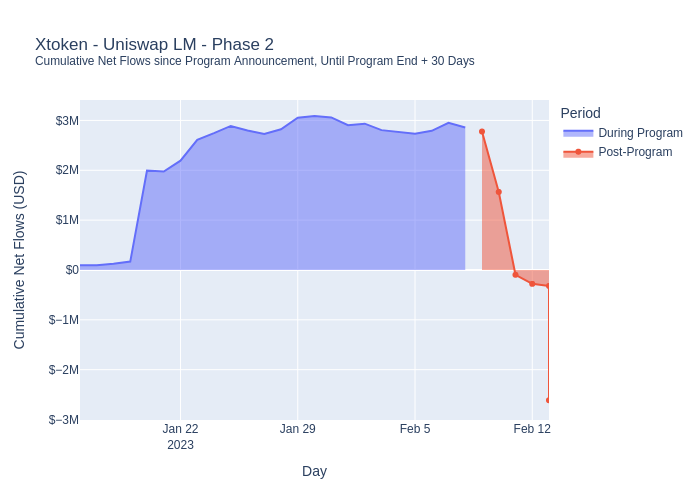 Xtoken - Uniswap LM - Phase 2
Cumulative Net Flows since Program Announcement, Until Program End + 30 Days
Period
During Program
Post-Program
Cumulative Net Flows (USD)
$3M
$2M
$1M
$0
$−1M
$−2M
$−3M
Jan 22
2023
Jan 29
Feb 5
Feb 12
Day